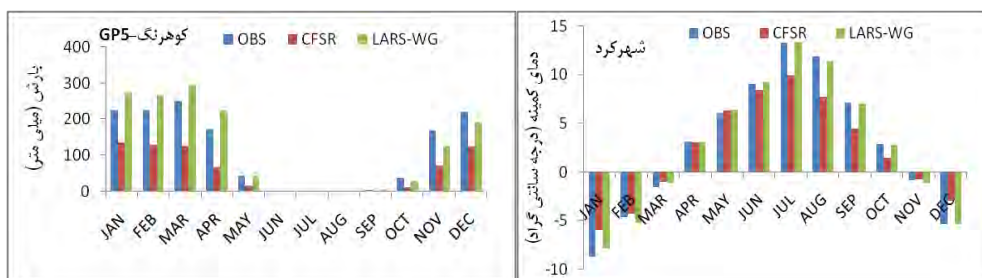 کوهرنگ-GP5
OBS CFSR LARS-WG
بارش (میلی متر)
400
300
200
100
0
JAN FEB MAR APR MAY JUN JUL AUG SEP OCT NOV DEC
شهرکرد
OBS CFSR LARS-WG
دمای کمینه (درجه سانتی گراد)
15
10
5
0
-5
-10
JAN FEB MAR APR MAY JUN JUL AUG SEP OCT NOV DEC